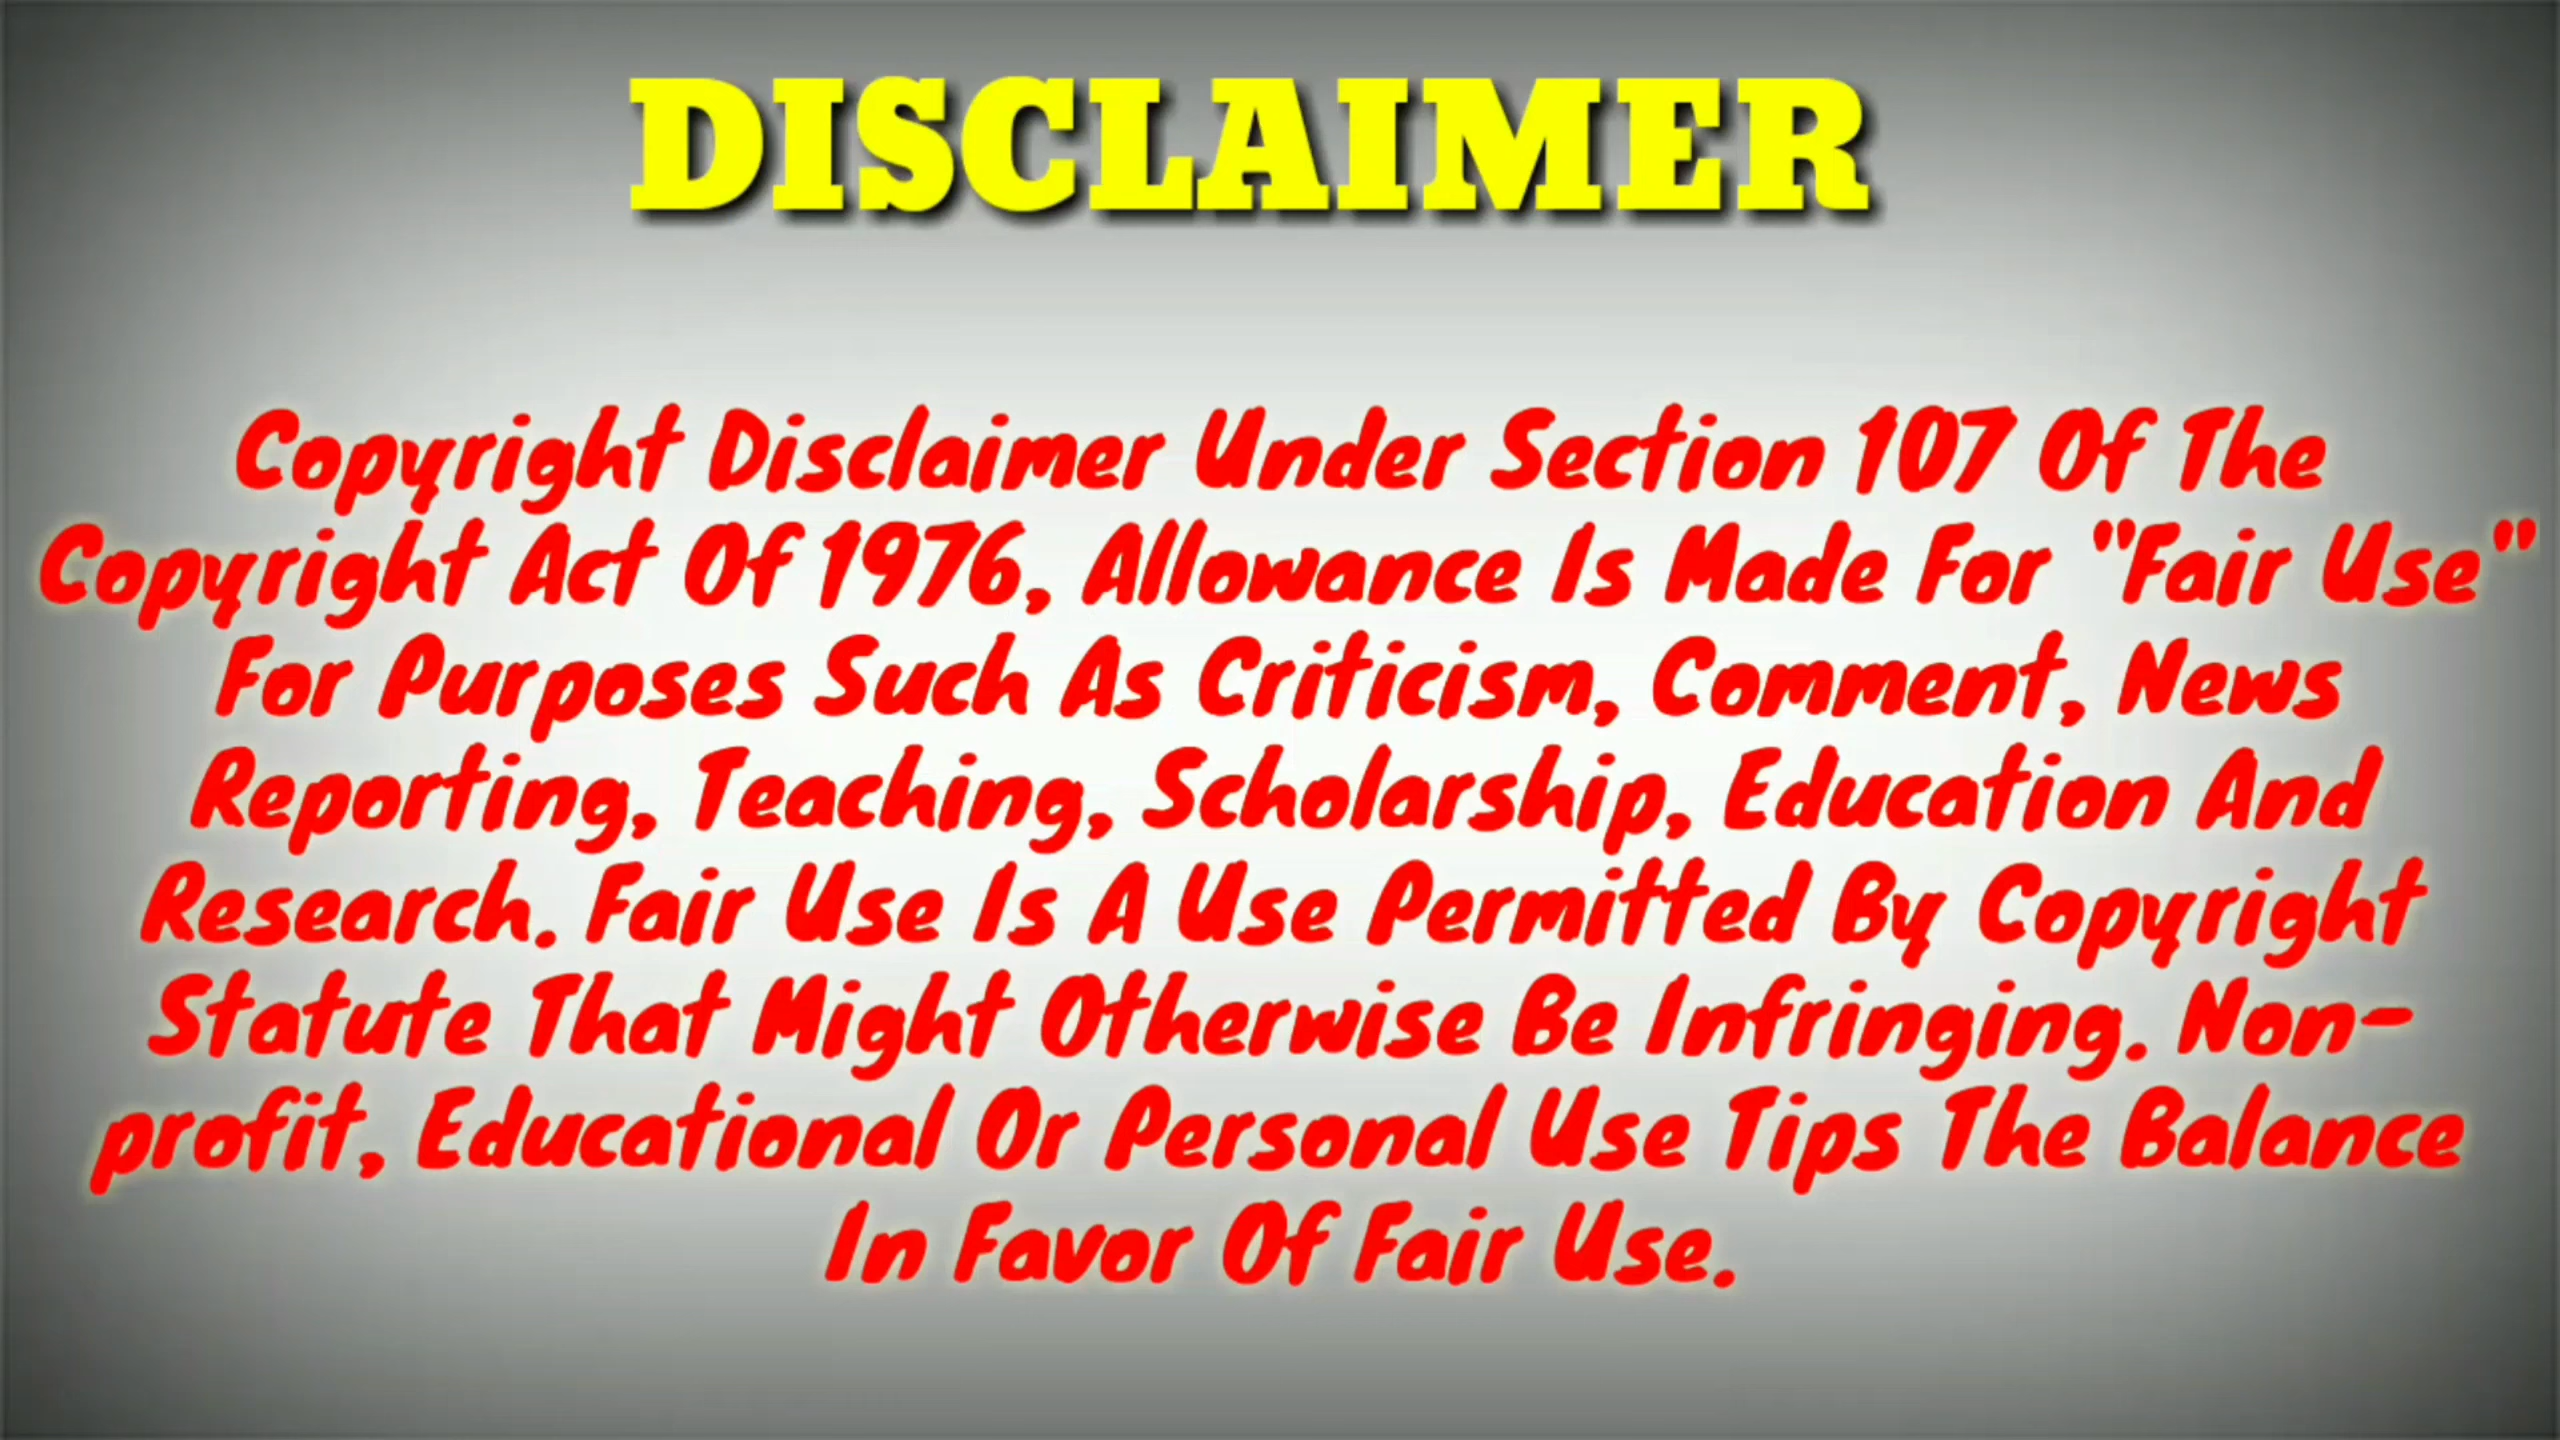 DISCLAIMER
Copyright Disclaimer Under Section 107 Of The
Copyright Act Of 1976, Allowance Is Made For "Fair Use"
For Purposes Such As Criticism, Comment, News
Reporting, Teaching, Scholarship, Education And
Research. Fair Use Is A Use Permitted By Copyright
Statute That Might Otherwise Be Infringing. Non-
profit, Educational Or Personal Use Tips The Balance
In Favor Of Fair Use.